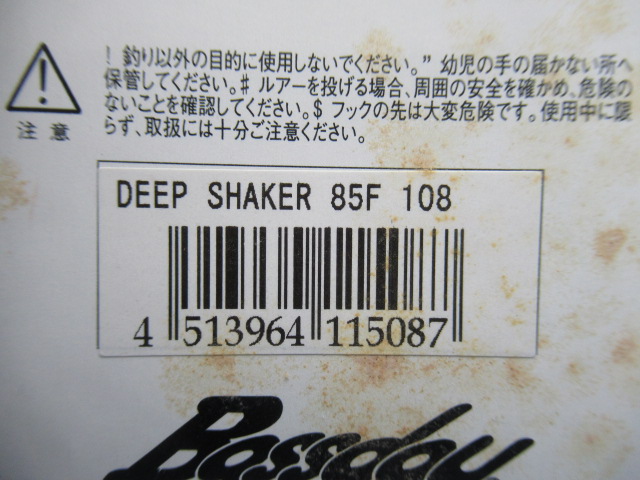 ! 釣り以外の目的に使用しないでください。” 幼児の手の届かない所へ
保管してください。# ルアーを投げる場合、周囲の安全を確かめ、危険の
ないことを確認してください。$ フックの先は大変危険です。使用中に限
らず、取扱には十分ご注意ください。
注意
DEEP SHAKER 85F 108
4 513964 115087
Bassday